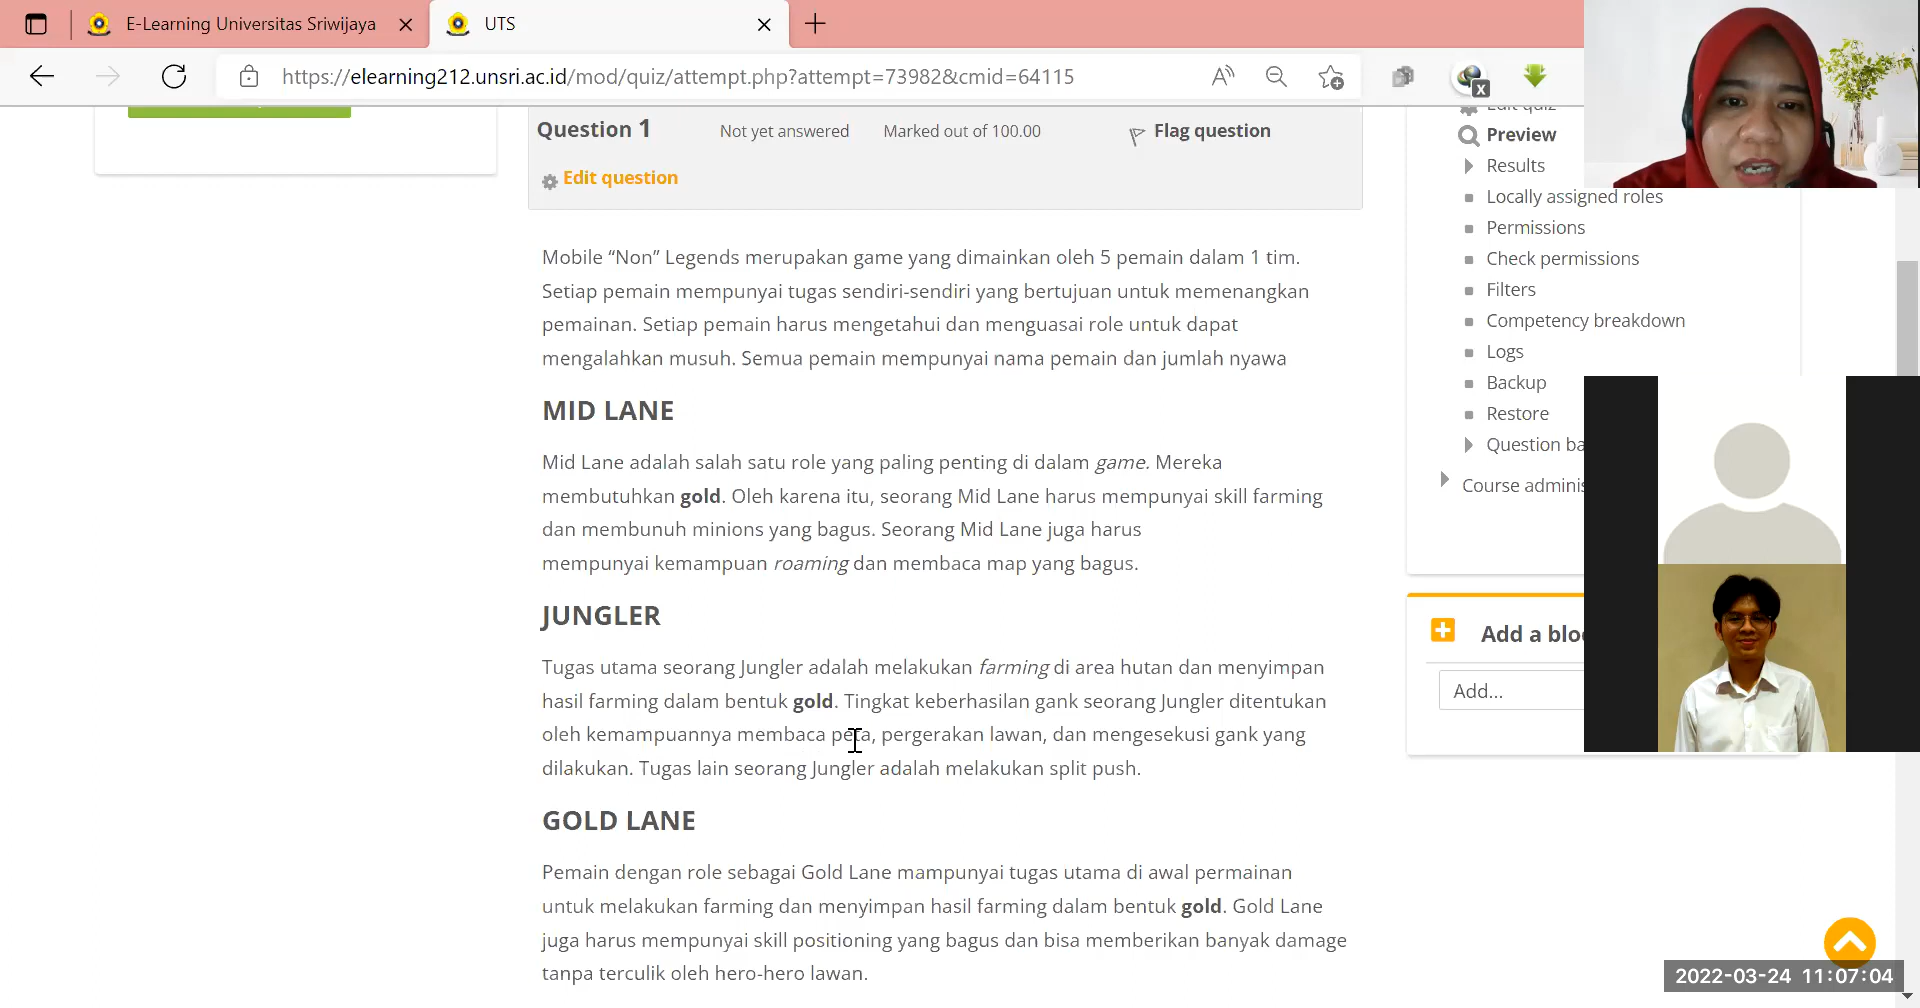 E-Learning Universitas Sriwijaya
UTS
https://elearning212.unsri.ac.id/mod/quiz/attempt.php?attempt=73982&cmid=64115
Question 1
Not yet answered
Marked out of 100.00
Flag question
Edit question
Mobile “Non” Legends merupakan game yang dimainkan oleh 5 pemain dalam 1 tim.
Setiap pemain mempunyai tugas sendiri-sendiri yang bertujuan untuk memenangkan
pemainan. Setiap pemain harus mengetahui dan menguasai role untuk dapat
mengalahkan musuh. Semua pemain mempunyai nama pemain dan jumlah nyawa
MID LANE
Mid Lane adalah salah satu role yang paling penting di dalam game. Mereka
membutuhkan gold. Oleh karena itu, seorang Mid Lane harus mempunyai skill farming
dan membunuh minions yang bagus. Seorang Mid Lane juga harus
mempunyai kemampuan roaming dan membaca map yang bagus.
JUNGLER
Tugas utama seorang Jungler adalah melakukan farming di area hutan dan menyimpan
hasil farming dalam bentuk gold. Tingkat keberhasilan gank seorang Jungler ditentukan
oleh kemampuannya membaca peta, pergerakan lawan, dan mengesekusi gank yang
dilakukan. Tugas lain seorang Jungler adalah melakukan split push.
GOLD LANE
Pemain dengan role sebagai Gold Lane mampunyai tugas utama di awal permainan
untuk melakukan farming dan menyimpan hasil farming dalam bentuk gold. Gold Lane
juga harus mempunyai skill positioning yang bagus dan bisa memberikan banyak damage
tanpa terculik oleh hero-hero lawan.
Edit quiz
Preview
Results
Locally assigned roles
Permissions
Check permissions
Filters
Competency breakdown
Logs
Backup
Restore
Question ba
Course adminis
Add a blo
Add...
2022-03-24 11:07:04